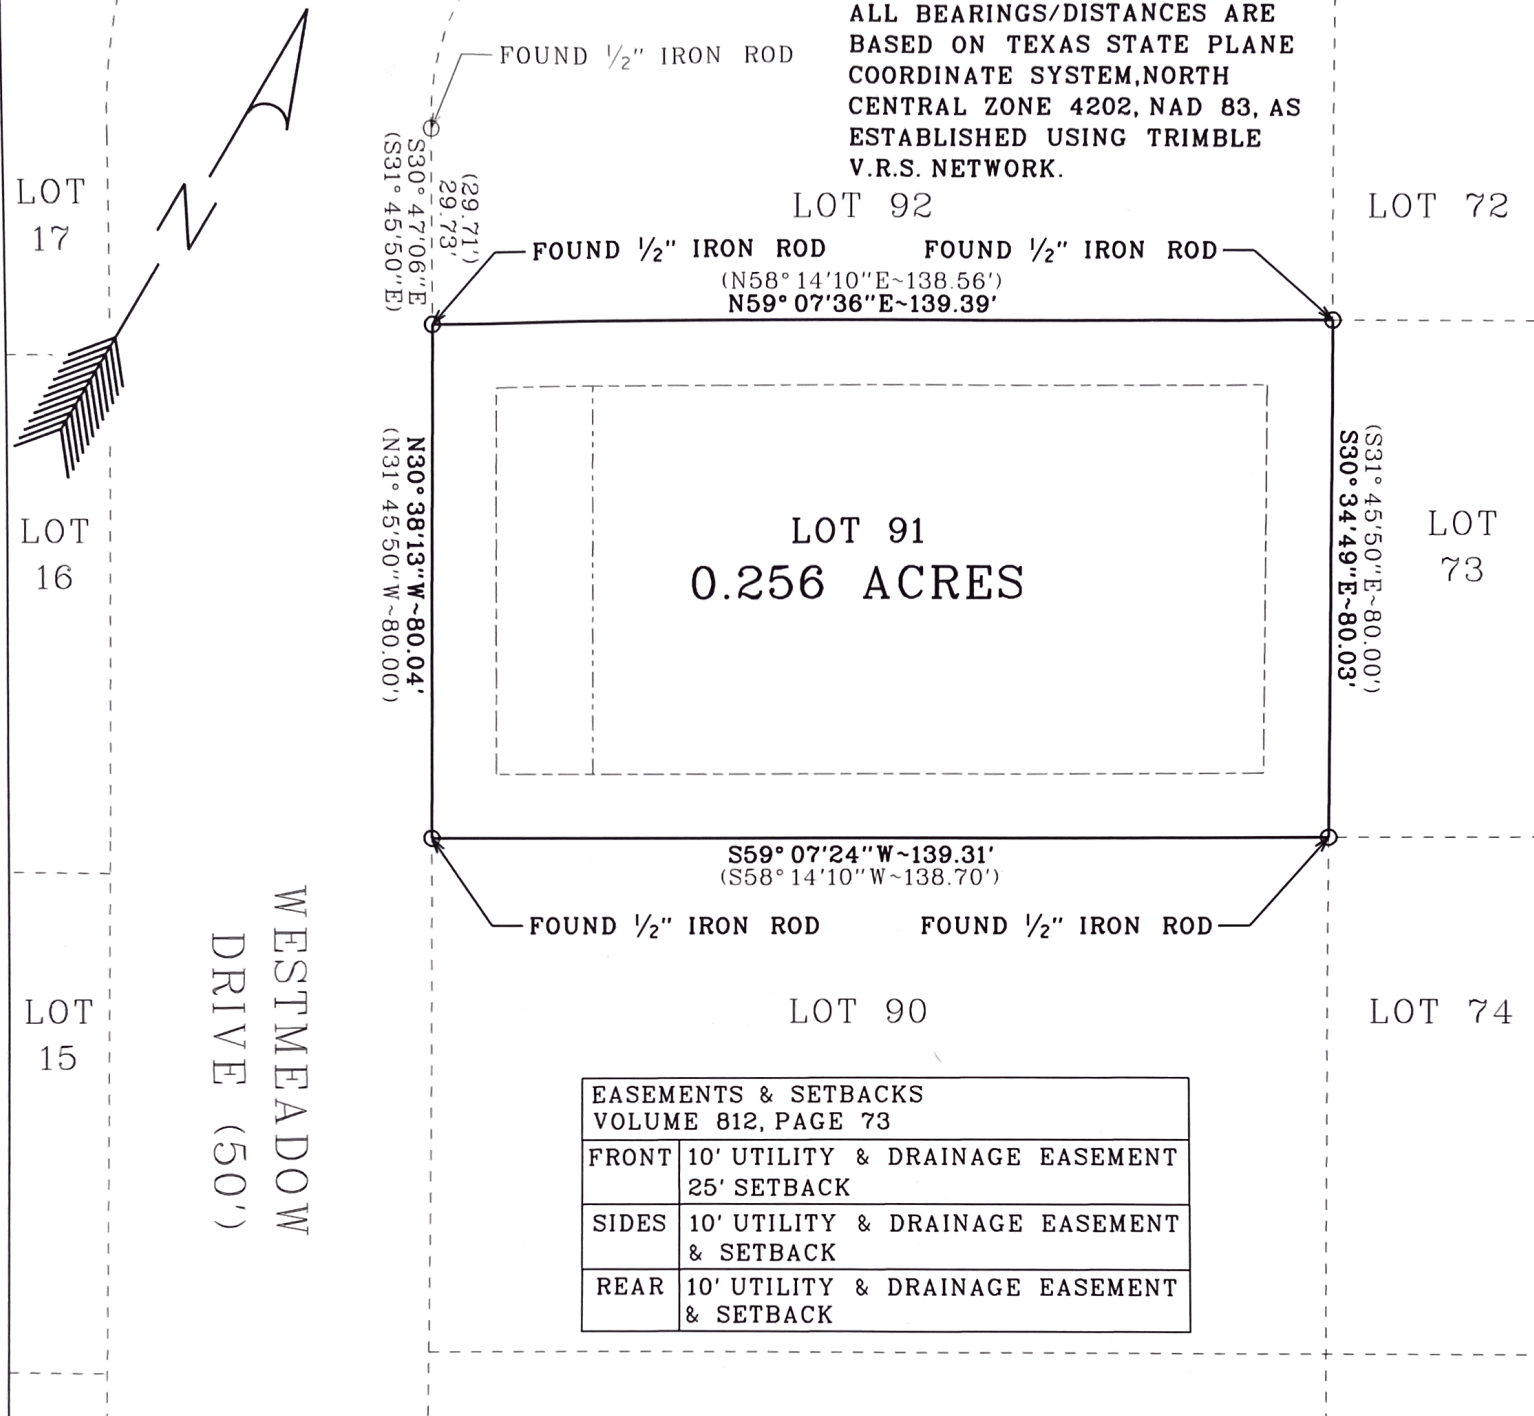 ALL BEARINGS/DISTANCES ARE
BASED ON TEXAS STATE PLANE
COORDINATE SYSTEM,NORTH
CENTRAL ZONE 4202, NAD 83, AS
ESTABLISHED USING TRIMBLE
V.R.S. NETWORK.
FOUND 1/2" IRON ROD
N
LOT
17
(S31°45'50"E)
S30°47'06"E
29.73'
(29.71')
LOT 92
LOT 72
FOUND 1/2" IRON ROD
FOUND 1/2" IRON ROD
(N58°14'10"E~138.56')
N59°07'36"E~139.39'
LOT
16
(N31°45'50"W~80.00')
N30°38'13"W~80.04'
LOT 91
0.256 ACRES
S30°34'49"E~80.03'
(S31°45'50"E~80.00')
LOT
73
S59°07'24"W~139.31'
(S58°14'10"W~138.70')
FOUND 1/2" IRON ROD
FOUND 1/2" IRON ROD
LOT
15
WESTMEADOW
DRIVE (50')
LOT 90
LOT 74
EASEMENTS & SETBACKS
VOLUME 812, PAGE 73
FRONT
10' UTILITY & DRAINAGE EASEMENT
25' SETBACK
SIDES
10' UTILITY & DRAINAGE EASEMENT
& SETBACK
REAR
10' UTILITY & DRAINAGE EASEMENT
& SETBACK